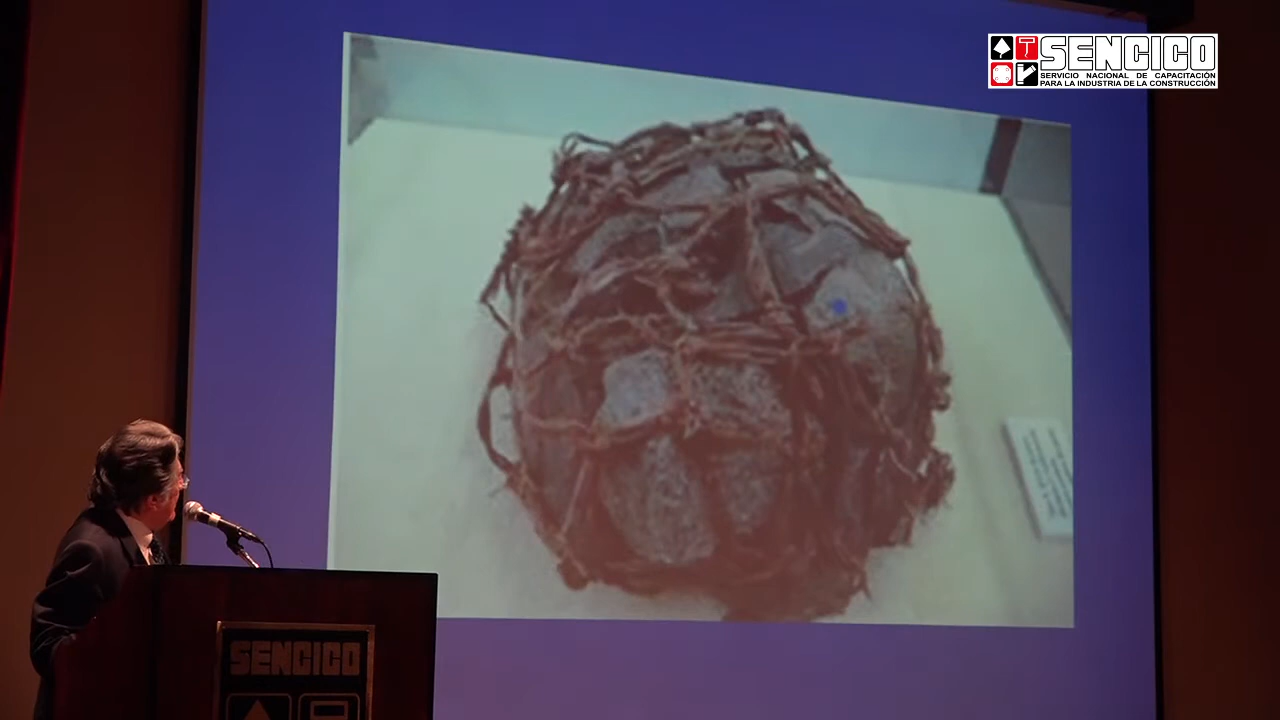 SENCICO
SERVICIO NACIONAL DE CAPACITACIÓN
PARA LA INDUSTRIA DE LA CONSTRUCCIÓN
SENCICO